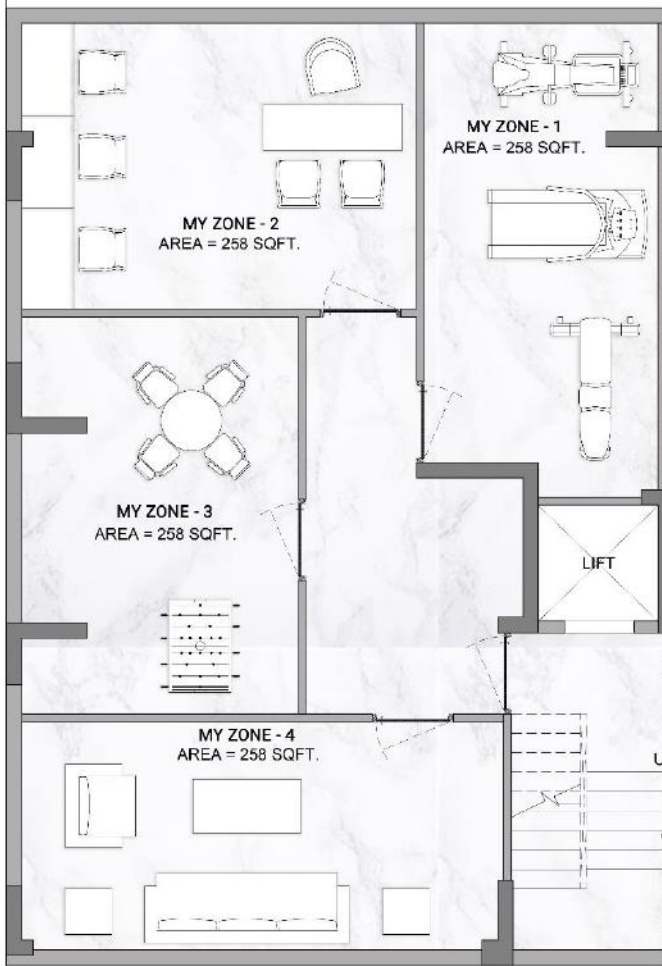 MY ZONE - 1
AREA = 258 SQFT.
MY ZONE - 2
AREA = 258 SQFT.
MY ZONE - 3
AREA = 258 SQFT.
LIFT
MY ZONE - 4
AREA = 258 SQFT.